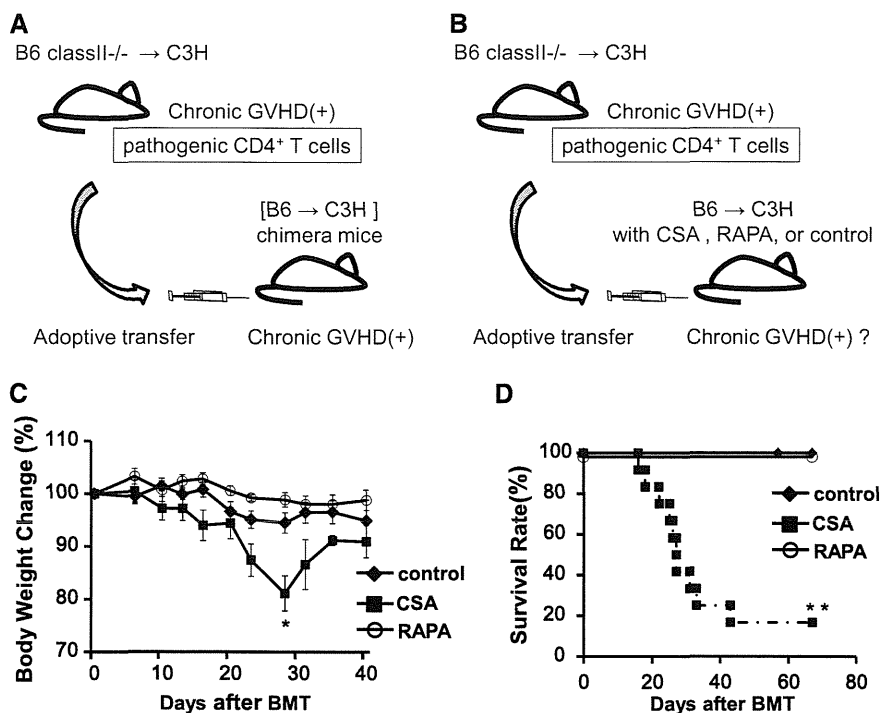 A
B6 classII-/- → C3H
Chronic GVHD(+)
pathogenic CD4+ T cells
[B6 → C3H ]
chimera mice
Adoptive transfer
Chronic GVHD(+)
B
B6 classII-/- → C3H
Chronic GVHD(+)
pathogenic CD4+ T cells
B6 → C3H
with CSA , RAPA, or control
Adoptive transfer
Chronic GVHD(+) ?
C
Body Weight Change (%)
110
100
90
80
70
0
10
20
30
40
Days after BMT
control
CSA
RAPA
*
D
Survival Rate(%)
100
80
60
40
20
0
0
20
40
60
80
Days after BMT
control
CSA
RAPA
* *